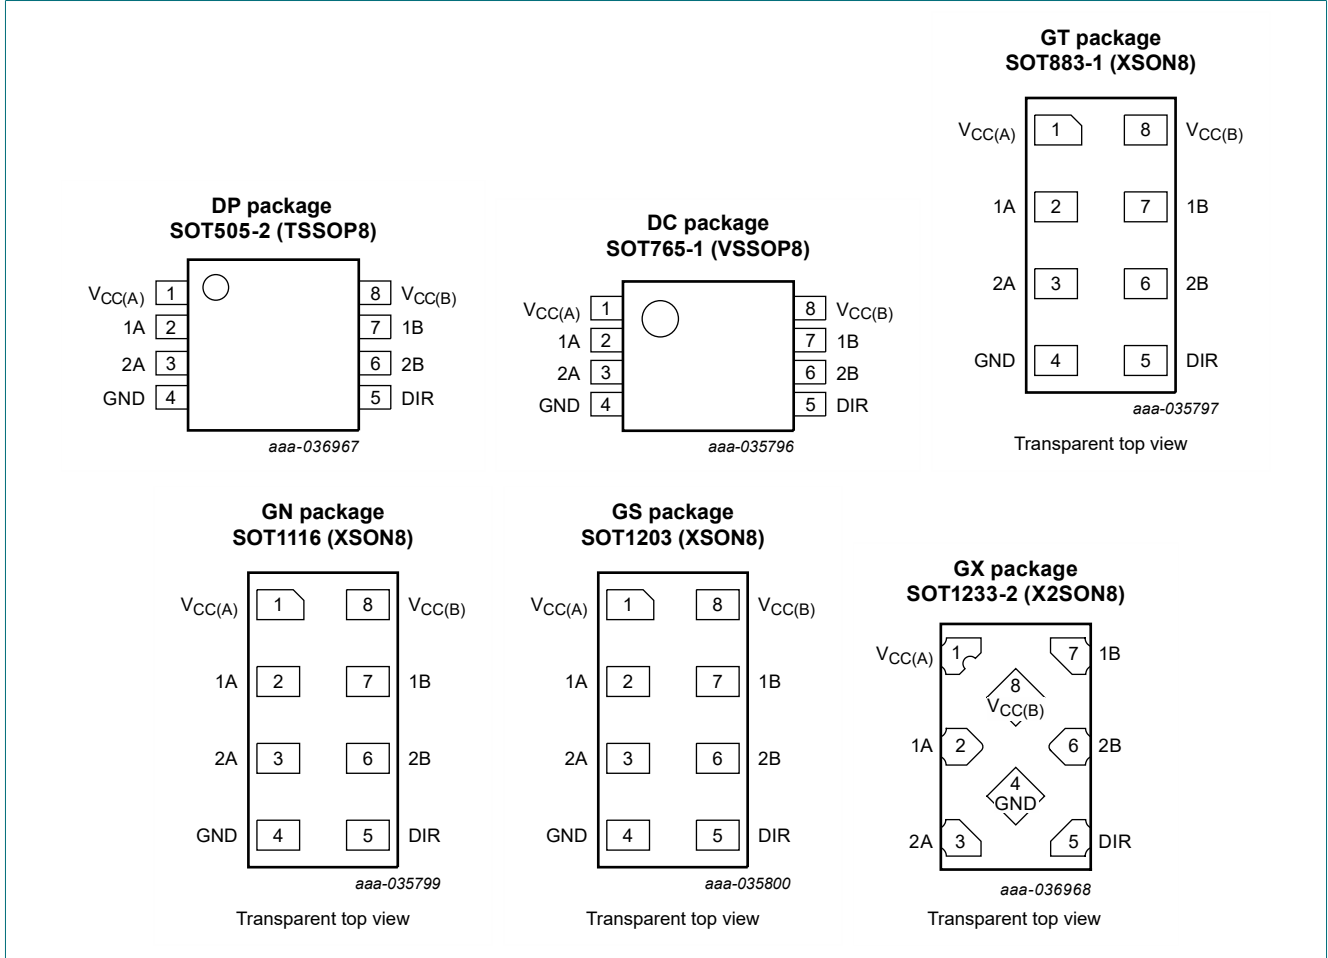 GT package
SOT883-1 (XSON8)
VCC(A) 1 8 VCC(B)
1A 2 7 1B
2A 3 6 2B
GND 4 5 DIR
aaa-035797
Transparent top view
DP package
SOT505-2 (TSSOP8)
VCC(A) 1 8 VCC(B)
1A 2 7 1B
2A 3 6 2B
GND 4 5 DIR
aaa-036967
DC package
SOT765-1 (VSSOP8)
VCC(A) 1 8 VCC(B)
1A 2 7 1B
2A 3 6 2B
GND 4 5 DIR
aaa-035796
GN package
SOT1116 (XSON8)
VCC(A) 1 8 VCC(B)
1A 2 7 1B
2A 3 6 2B
GND 4 5 DIR
aaa-035799
Transparent top view
GS package
SOT1203 (XSON8)
VCC(A) 1 8 VCC(B)
1A 2 7 1B
2A 3 6 2B
GND 4 5 DIR
aaa-035800
Transparent top view
GX package
SOT1233-2 (X2SON8)
VCC(A) 1 7 1B
8
VCC(B)
1A 2 6 2B
4
GND
2A 3 5 DIR
aaa-036968
Transparent top view